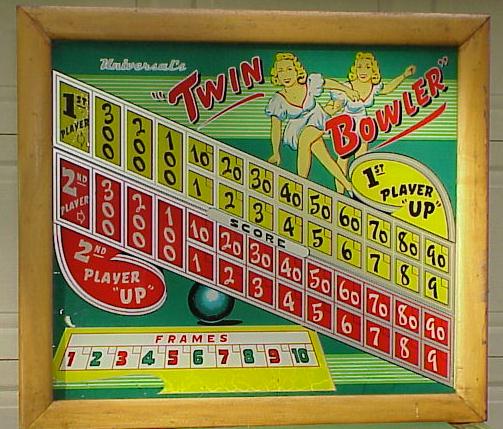 Universal's
"TWIN
BOWLER"
1ST PLAYER 300 200 100 10 20 30 40 50 60 70 80 90
1 2 3 4 5 6 7 8 9
1ST
PLAYER
"UP"
SCORE
2ND PLAYER 300 200 100 10 20 30 40 50 60 70 80 90
1 2 3 4 5 6 7 8 9
2ND
PLAYER
"UP"
FRAMES
1 2 3 4 5 6 7 8 9 10